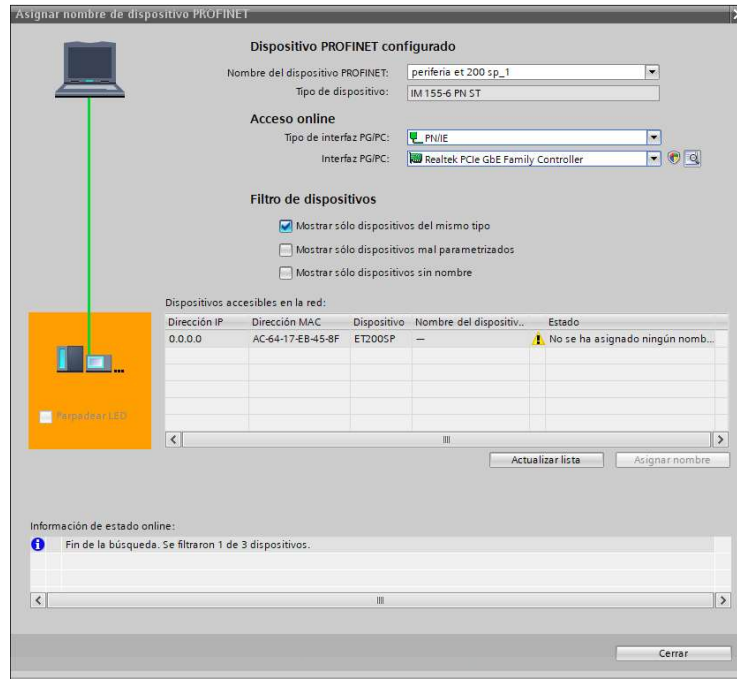 Asignar nombre de dispositivo PROFINET
Dispositivo PROFINET configurado
Nombre del dispositivo PROFINET: periferia et 200 sp_1
Tipo de dispositivo: IM 155-6 PN ST
Acceso online
Tipo de interfaz PG/PC: PN/IE
Interfaz PG/PC: Realtek PCIe GbE Family Controller
Filtro de dispositivos
Mostrar sólo dispositivos del mismo tipo
Mostrar sólo dispositivos mal parametrizados
Mostrar sólo dispositivos sin nombre
Dispositivos accesibles en la red:
Dirección IP Dirección MAC Dispositivo Nombre del dispositiv.. Estado
0.0.0.0 AC-64-17-EB-45-8F ET200SP — No se ha asignado ningún nomb...
Parpadear LED
Actualizar lista Asignar nombre
Información de estado online:
Fin de la búsqueda. Se filtraron 1 de 3 dispositivos.
Cerrar